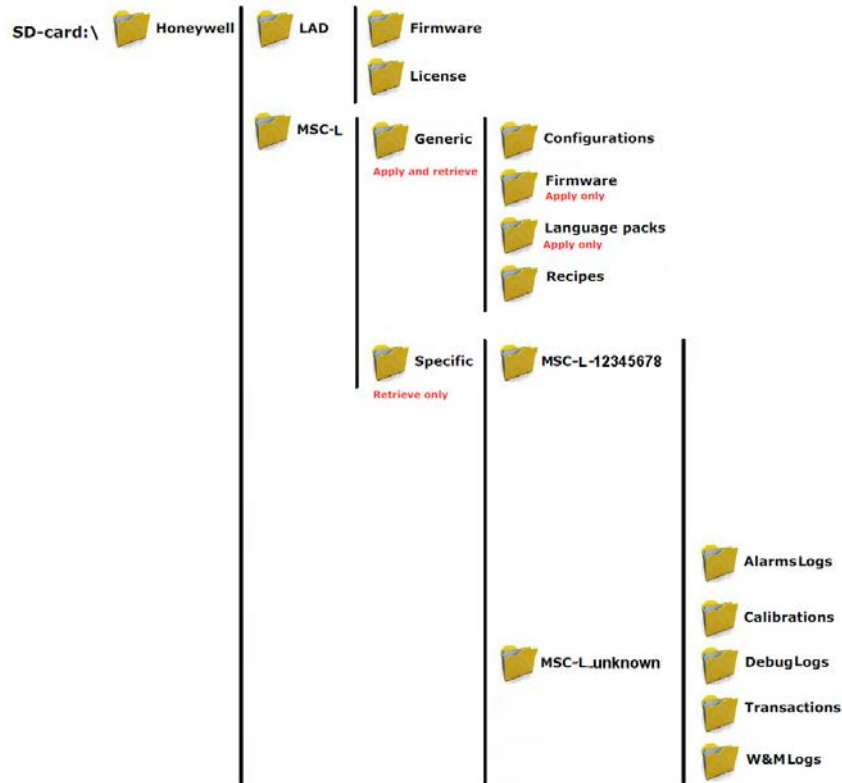 SD-card:\ Honeywell LAD Firmware
License
MSC-L Generic Configurations
Apply and retrieve
Firmware
Apply only
Language packs
Apply only
Recipes
Specific MSC-L-12345678
Retrieve only
AlarmsLogs
Calibrations
MSC-L_unknown DebugLogs
Transactions
W&MLogs